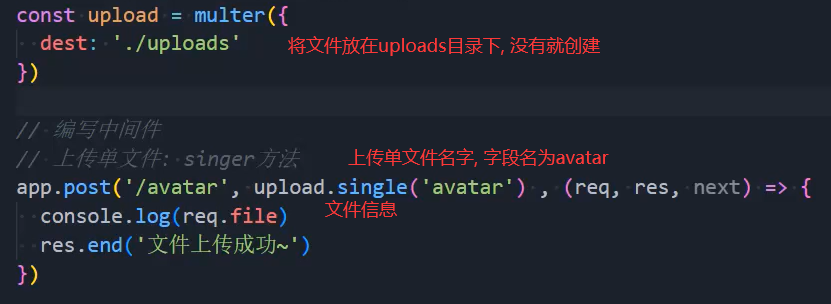 const upload = multer({
dest: './uploads' 将文件放在uploads目录下, 没有就创建
})
// 编写中间件
// 上传单文件: singer方法 上传单文件名字, 字段名为avatar
app.post('/avatar', upload.single('avatar') , (req, res, next) => {
console.log(req.file) 文件信息
res.end('文件上传成功~')
})